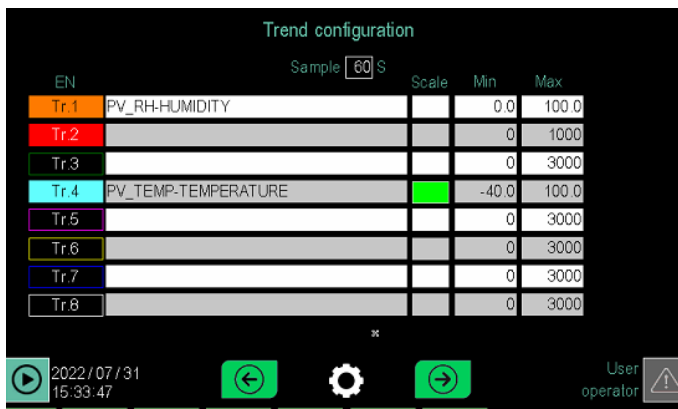 Trend configuration
Sample 60 S
EN Scale Min Max
Tr.1 PV_RH-HUMIDITY 0.0 100.0
Tr.2 0 1000
Tr.3 0 3000
Tr.4 PV_TEMP-TEMPERATURE -40.0 100.0
Tr.5 0 3000
Tr.6 0 3000
Tr.7 0 3000
Tr.8 0 3000
2022/07/31
15:33:47
User
operator